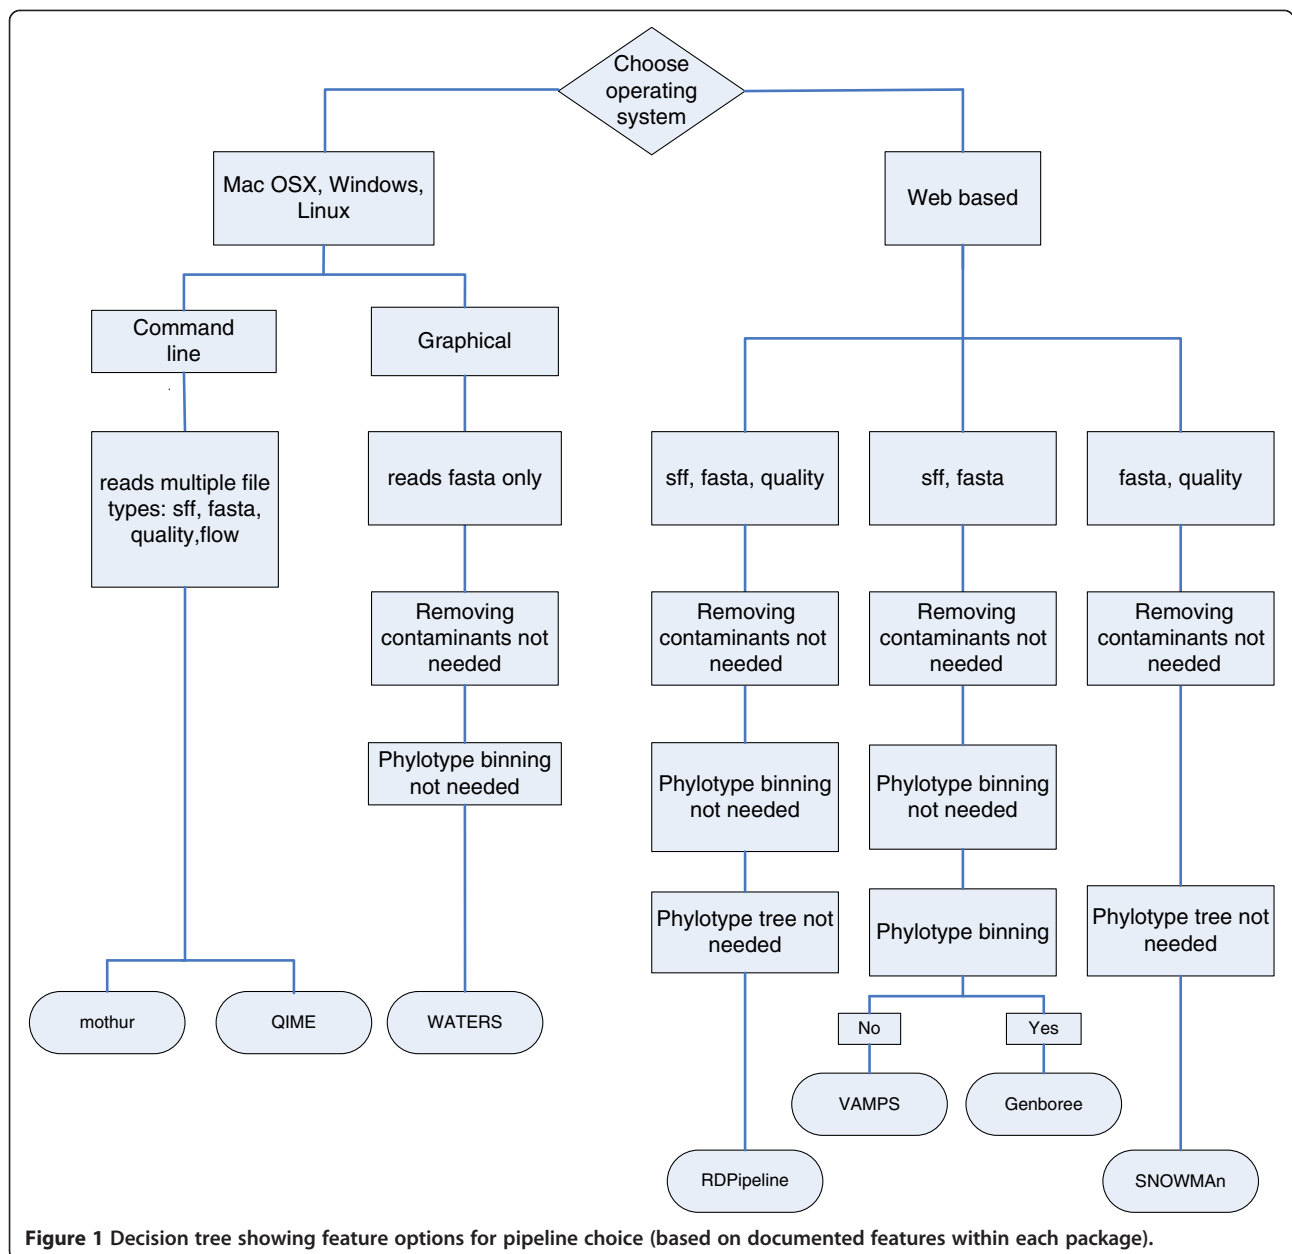 Choose
operating
system
Mac OSX, Windows,
Linux
Web based
Command
line
Graphical
reads multiple file
types: sff, fasta,
quality,flow
reads fasta only
sff, fasta, quality
sff, fasta
fasta, quality
Removing
contaminants not
needed
Removing
contaminants not
needed
Removing
contaminants not
needed
Removing
contaminants not
needed
Phylotype binning
not needed
Phylotype binning
not needed
Phylotype binning
not needed
Phylotype tree not
needed
Phylotype binning
Phylotype tree not
needed
mothur
QIME
WATERS
No
Yes
VAMPS
Genboree
RDPipeline
SNOWMAn
Figure 1 Decision tree showing feature options for pipeline choice (based on documented features within each package).